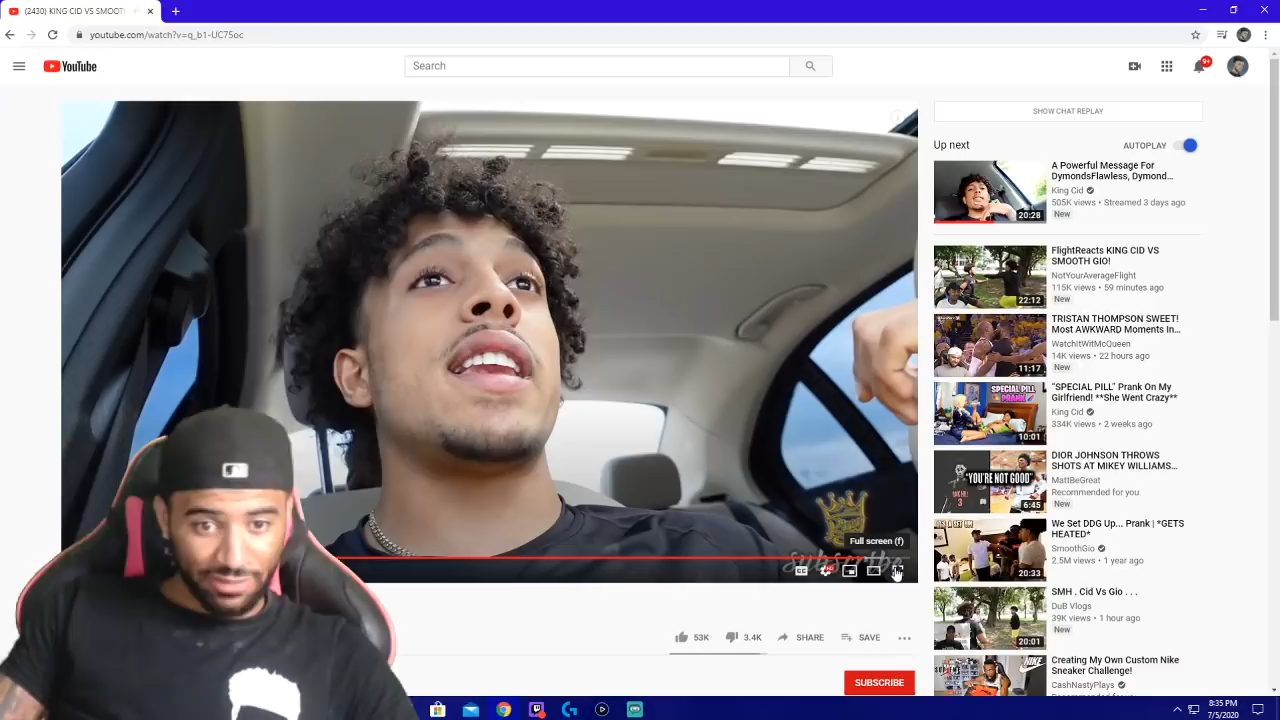 (2430) KING CID VS SMOOTH
youtube.com/watch?v=q_b1-UC75oc
YouTube
Search
9+
SHOW CHAT REPLAY
Up next
AUTOPLAY
A Powerful Message For
DymondsFlawless, Dymond...
King Cid
505K views • Streamed 3 days ago
New
20:28
FlightReacts KING CID VS
SMOOTH GIO!
NotYourAverageFlight
115K views • 59 minutes ago
New
22:12
TRISTAN THOMPSON SWEET!
Most AWKWARD Moments In...
WatchItWitMcQueen
14K views • 22 hours ago
New
11:17
"SPECIAL PILL" Prank On My
Girlfriend! **She Went Crazy**
King Cid
334K views • 2 weeks ago
SPECIAL PILL
PRANK
10:01
DIOR JOHNSON THROWS
SHOTS AT MIKEY WILLIAMS...
MattBeGreat
Recommended for you
New
"YOU'RE NOT GOOD"
6:45
We Set DDG Up... Prank | *GETS
HEATED*
SmoothGio
2.5M views • 1 year ago
20:33
SMH . Cid Vs Gio . . .
DuB Vlogs
39K views • 1 hour ago
New
20:01
Creating My Own Custom Nike
Sneaker Challenge!
CashNastyPlays
Full screen (f)
subscribe
CC
HD
53K
3.4K
SHARE
SAVE
SUBSCRIBE
8:35 PM
7/5/2020